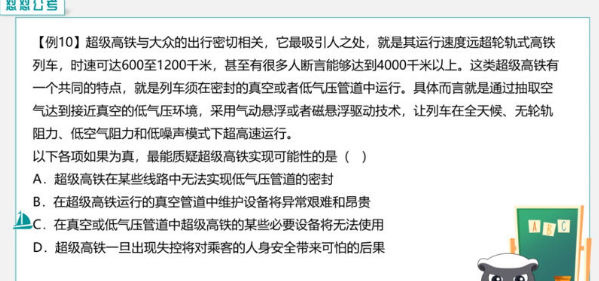 怼怼公考
【例10】超级高铁与大众的出行密切相关，它最吸引人之处，就是其运行速度远超轮轨式高铁
列车，时速可达600至1200千米，甚至有很多人断言能够达到4000千米以上。这类超级高铁有
一个共同的特点，就是列车须在密封的真空或者低气压管道中运行。具体而言就是通过抽取空
气达到接近真空的低气压环境，采用气动悬浮或者磁悬浮驱动技术，让列车在全天候、无轮轨
阻力、低空气阻力和低噪声模式下超高速运行。
以下各项如果为真，最能质疑超级高铁实现可能性的是（ ）
A．超级高铁在某些线路中无法实现低气压管道的密封
B．在超级高铁运行的真空管道中维护设备将异常艰难和昂贵
C．在真空或低气压管道中超级高铁的某些必要设备将无法使用
D．超级高铁一旦出现失控将对乘客的人身安全带来可怕的后果
A B C